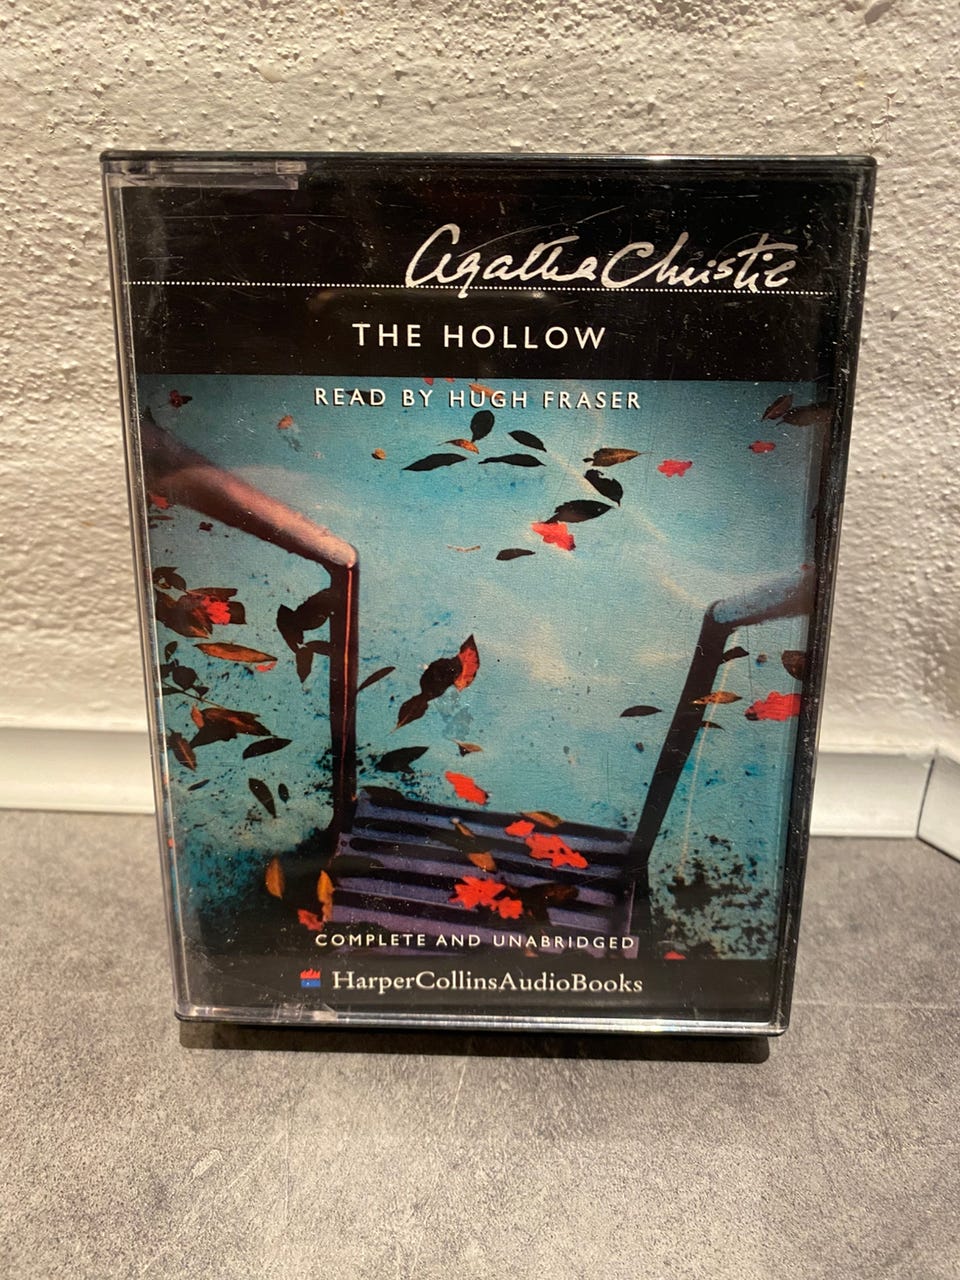 Agatha Christie
THE HOLLOW
READ BY HUGH FRASER
COMPLETE AND UNABRIDGED
HarperCollinsAudioBooks